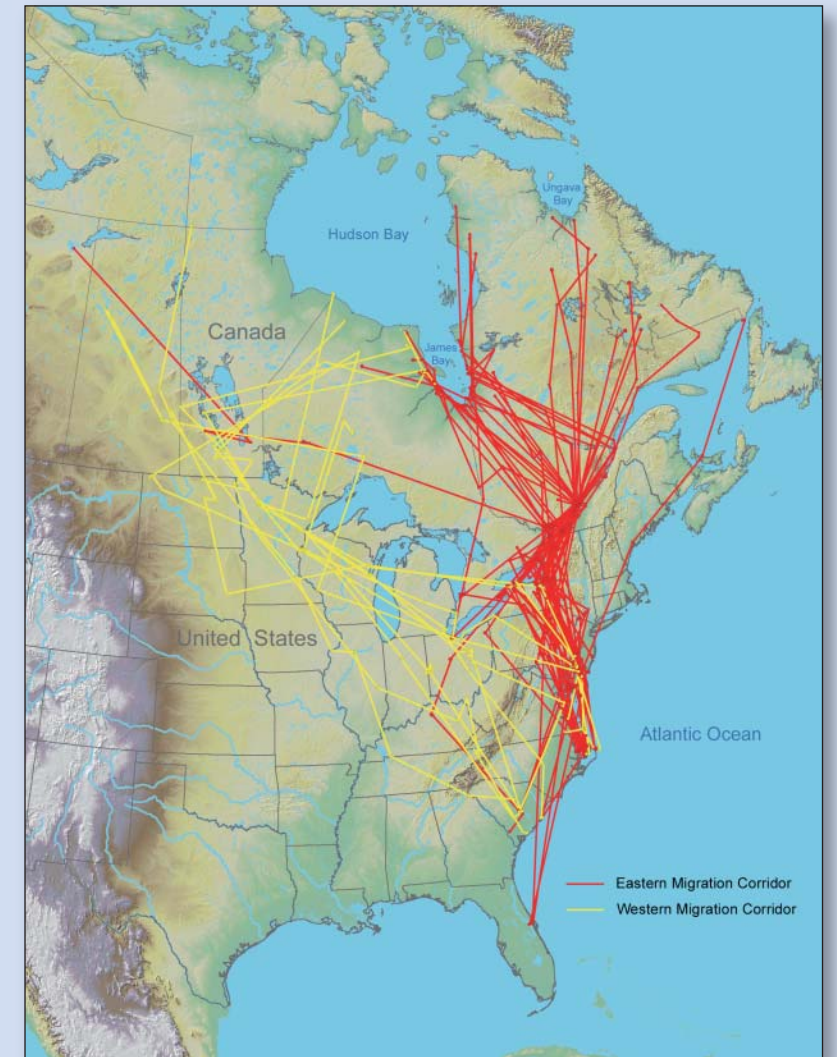 Ungava
Bay
Hudson Bay
Canada
James
Bay
United States
Atlantic Ocean
Eastern Migration Corridor
Western Migration Corridor